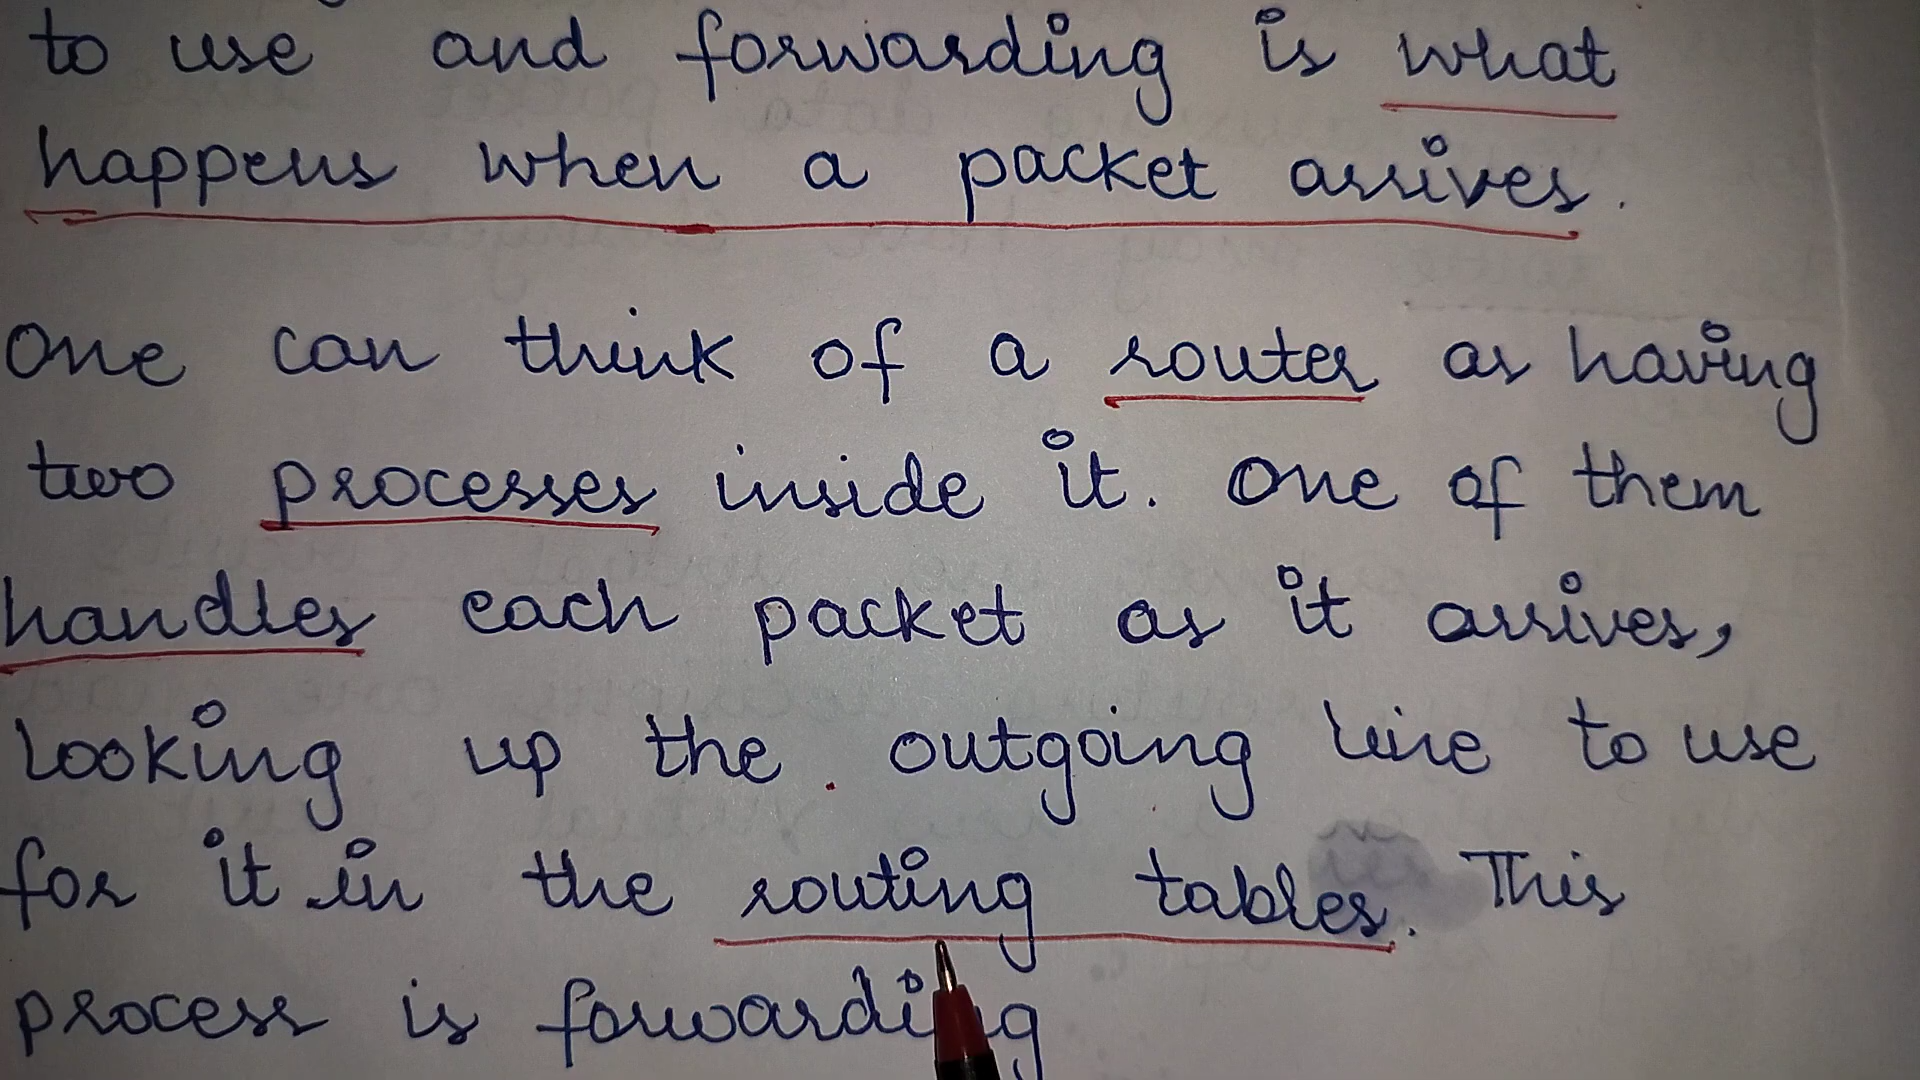 to use and forwarding is what
happens when a packet arrives.
One can think of a router as having
two processes inside it. One of them
handles each packet as it arrives,
looking up the outgoing line to use
for it in the routing tables. This
process is forwarding